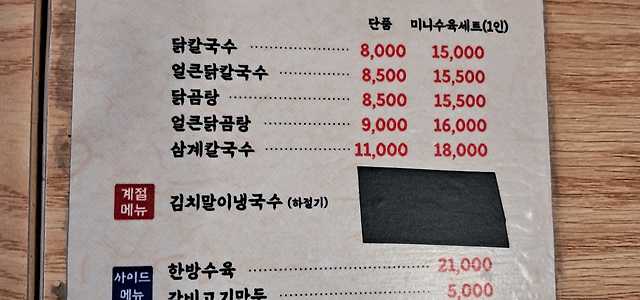 단품 미니수육세트(1인)
닭칼국수 8,000 15,000
얼큰닭칼국수 8,500 15,500
닭곰탕 8,500 15,500
얼큰닭곰탕 9,000 16,000
삼계칼국수 11,000 18,000
계절
메뉴
김치말이냉국수 (하절기)
사이드
메뉴
한방수육 21,000
갈비고기만두 5,000